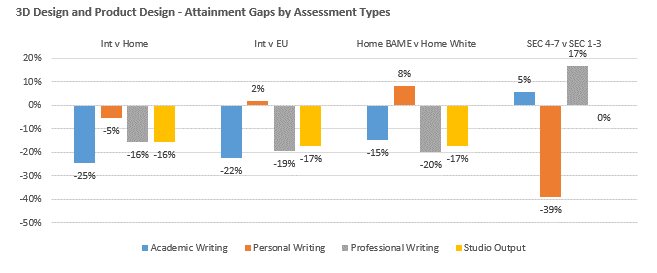 3D Design and Product Design - Attainment Gaps by Assessment Types
Int v Home Int v EU Home BAME v Home White SEC 4-7 v SEC 1-3
20% 17%
10% 2% 8% 5%
0% 0%
-10% -5%
-20% -16% -16% -19% -17% -15% -20% -17%
-30% -25% -22%
-40% -39%
-50%
Academic Writing Personal Writing Professional Writing Studio Output